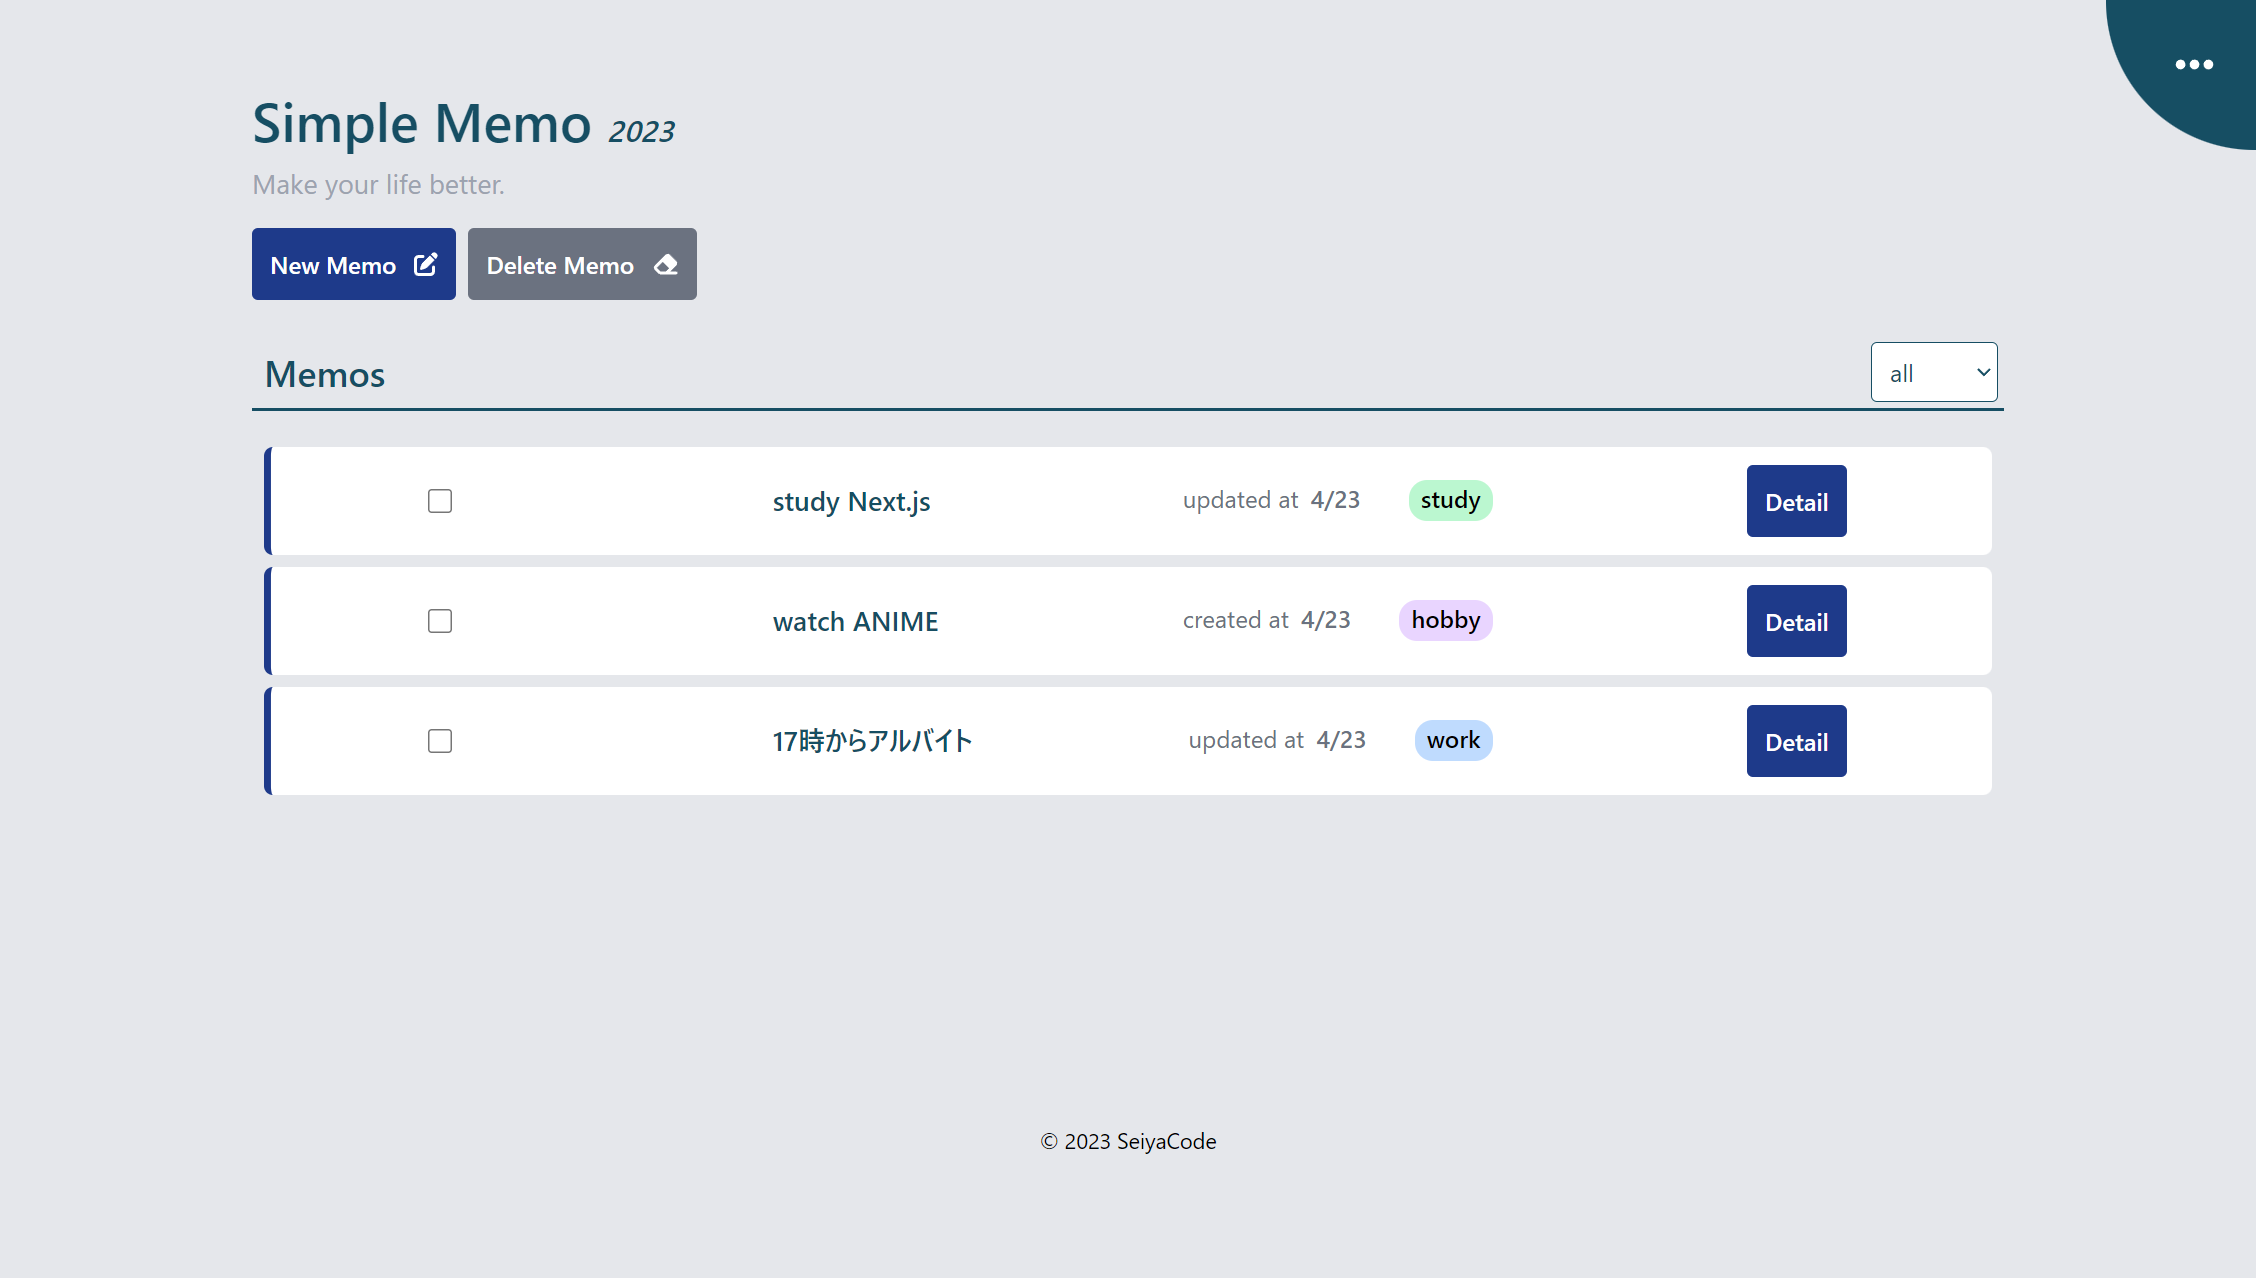 Simple Memo 2023
Make your life better.
New Memo Delete Memo
Memos all
study Next.js updated at 4/23 study Detail
watch ANIME created at 4/23 hobby Detail
17時からアルバイト updated at 4/23 work Detail
© 2023 SeiyaCode